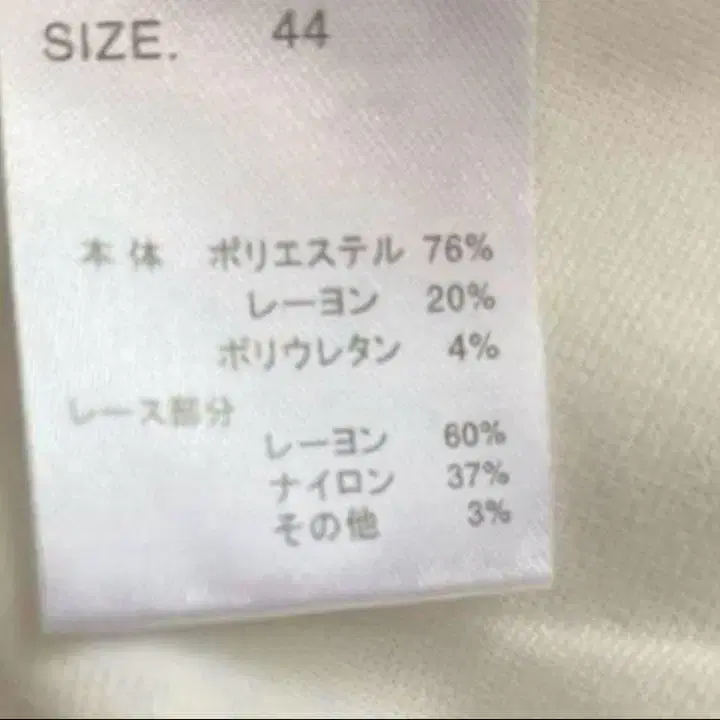 SIZE. 44
本体 ポリエステル 76%
レーヨン 20%
ポリウレタン 4%
レース部分
レーヨン 60%
ナイロン 37%
その他 3%